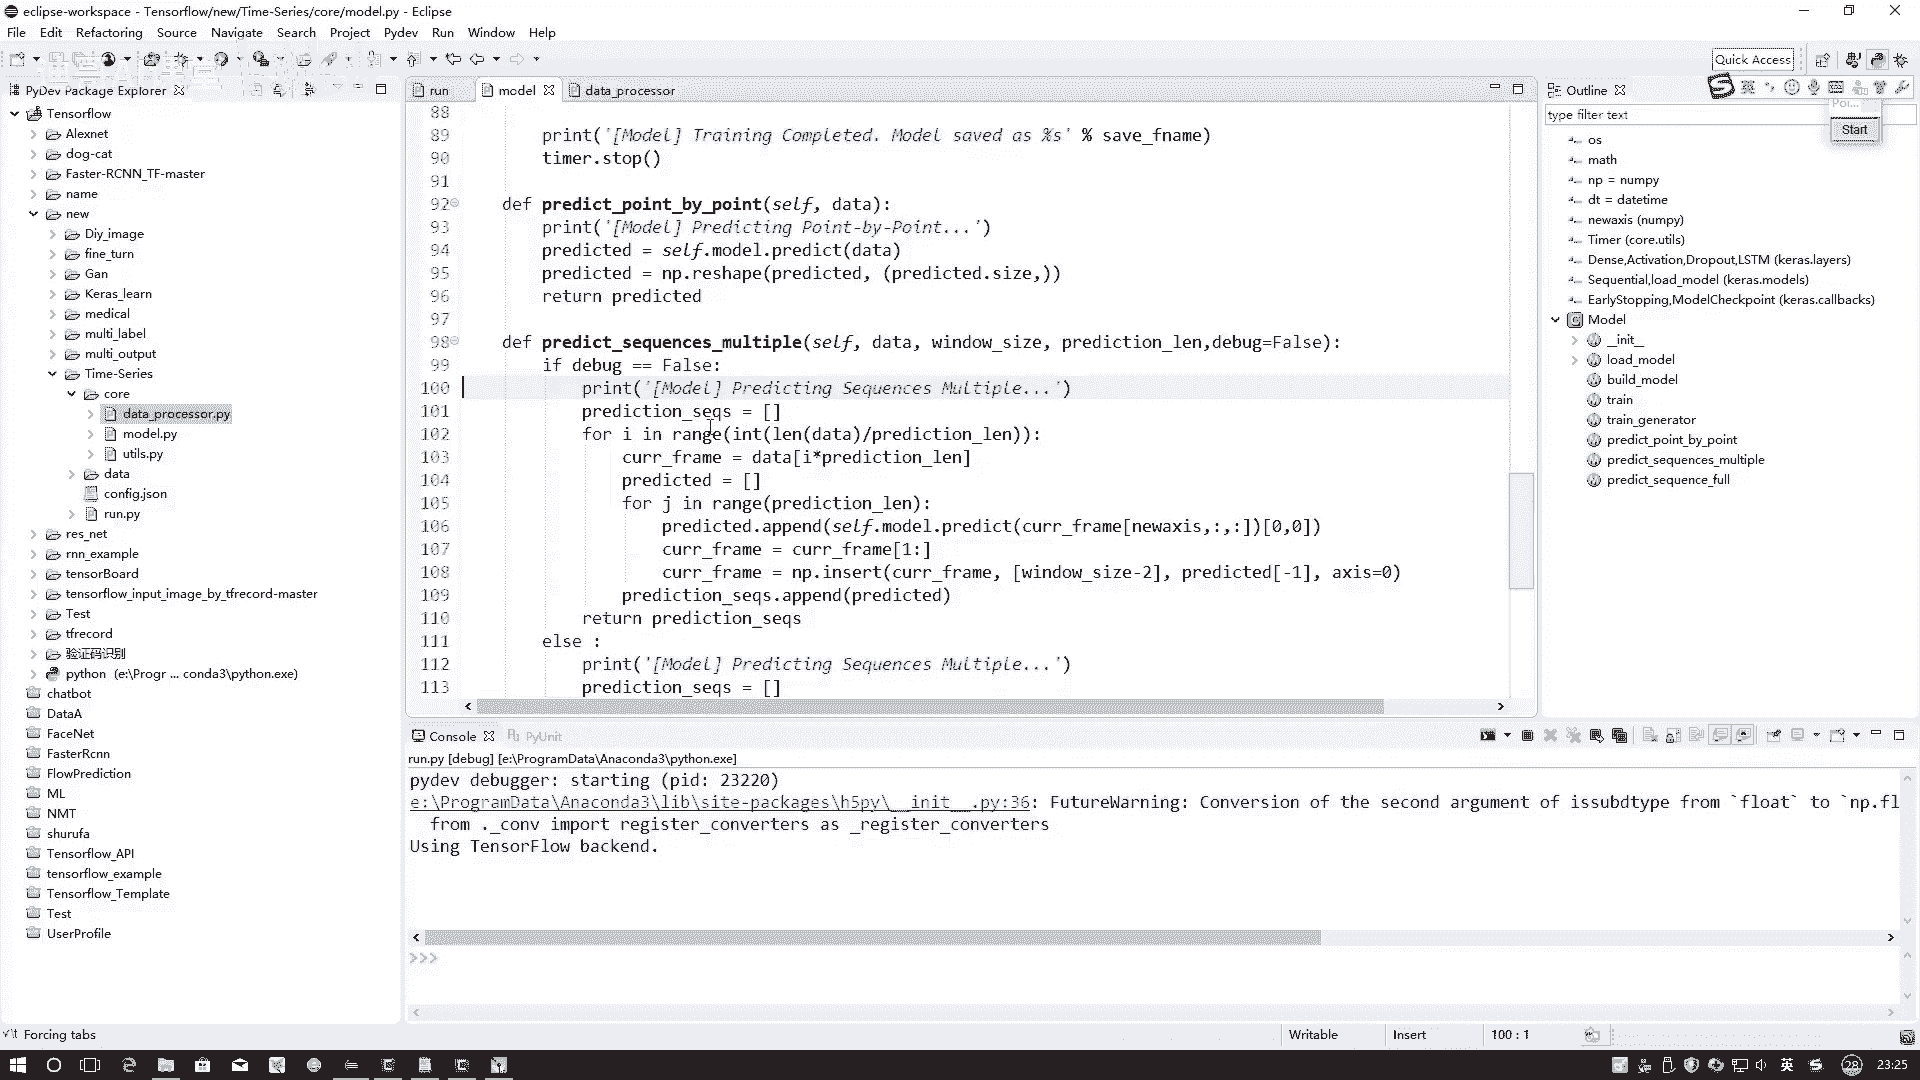 eclipse-workspace - Tensorflow/new/Time-Series/core/model.py - Eclipse
File Edit Refactoring Source Navigate Search Project Pydev Run Window Help
Quick Access
PyDev Package Explorer
Tensorflow
Alexnet
dog-cat
Faster-RCNN_TF-master
name
new
Diy_image
fine_turn
Gan
Keras_learn
medical
multi_label
multi_output
Time-Series
core
data_processor.py
model.py
utils.py
data
config.json
run.py
res_net
rnn_example
tensorBoard
tensorflow_input_image_by_tfrecord-master
Test
tfrecord
验证码识别
python (e:\Progr ... conda3\python.exe)
chatbot
DataA
FaceNet
FasterRcnn
FlowPrediction
ML
NMT
shurufa
Tensorflow_API
tensorflow_example
Tensorflow_Template
Test
UserProfile
run model data_processor
88
89 print('[Model] Training Completed. Model saved as %s' % save_fname)
90 timer.stop()
91
92 def predict_point_by_point(self, data):
93 print('[Model] Predicting Point-by-Point...')
94 predicted = self.model.predict(data)
95 predicted = np.reshape(predicted, (predicted.size,))
96 return predicted
97
98 def predict_sequences_multiple(self, data, window_size, prediction_len,debug=False):
99 if debug == False:
100 print('[Model] Predicting Sequences Multiple...')
101 prediction_seqs = []
102 for i in range(int(len(data)/prediction_len)):
103 curr_frame = data[i*prediction_len]
104 predicted = []
105 for j in range(prediction_len):
106 predicted.append(self.model.predict(curr_frame[newaxis,:,:])[0,0])
107 curr_frame = curr_frame[1:]
108 curr_frame = np.insert(curr_frame, [window_size-2], predicted[-1], axis=0)
109 prediction_seqs.append(predicted)
110 return prediction_seqs
111 else :
112 print('[Model] Predicting Sequences Multiple...')
113 prediction_seqs = []
Outline
type filter text
Start
os
math
np = numpy
dt = datetime
newaxis (numpy)
Timer (core.utils)
Dense,Activation,Dropout,LSTM (keras.layers)
Sequential,load_model (keras.models)
EarlyStopping,ModelCheckpoint (keras.callbacks)
Model
__init__
load_model
build_model
train
train_generator
predict_point_by_point
predict_sequences_multiple
predict_sequence_full
Console PyUnit
run.py [debug] [e:\ProgramData\Anaconda3\python.exe]
pydev debugger: starting (pid: 23220)
e:\ProgramData\Anaconda3\lib\site-packages\h5py\__init__.py:36: FutureWarning: Conversion of the second argument of issubdtype from `float` to `np.fl
from ._conv import register_converters as _register_converters
Using TensorFlow backend.
>>>
Forcing tabs
Writable Insert 100 : 1
英 28 23:25